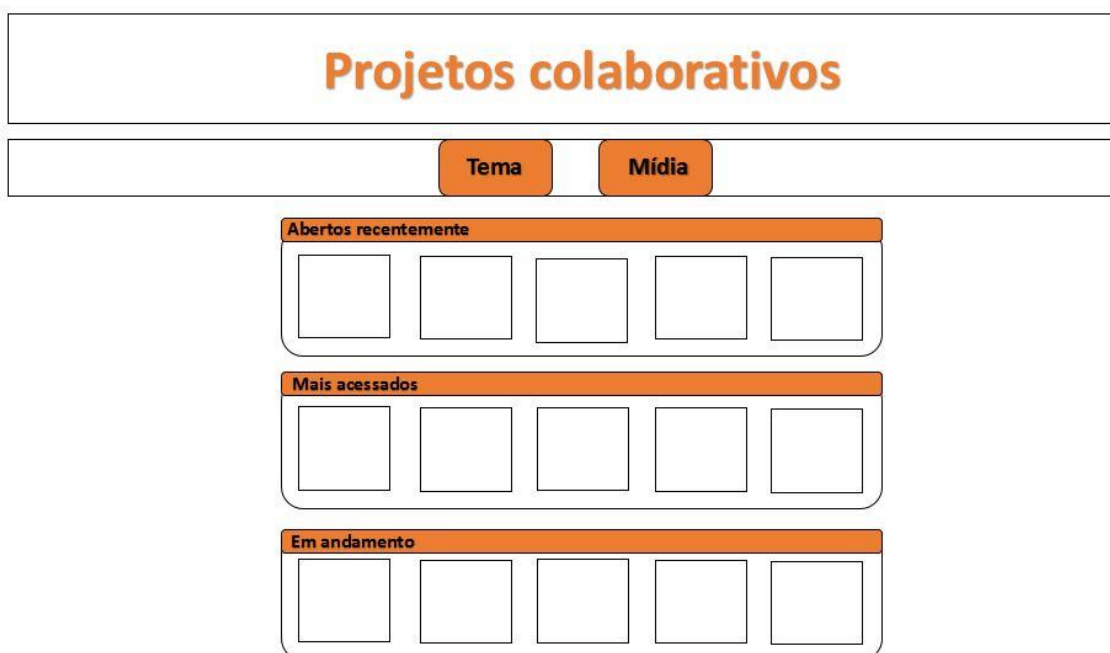 Projetos colaborativos
Tema Mídia
Abertos recentemente
Mais acessados
Em andamento